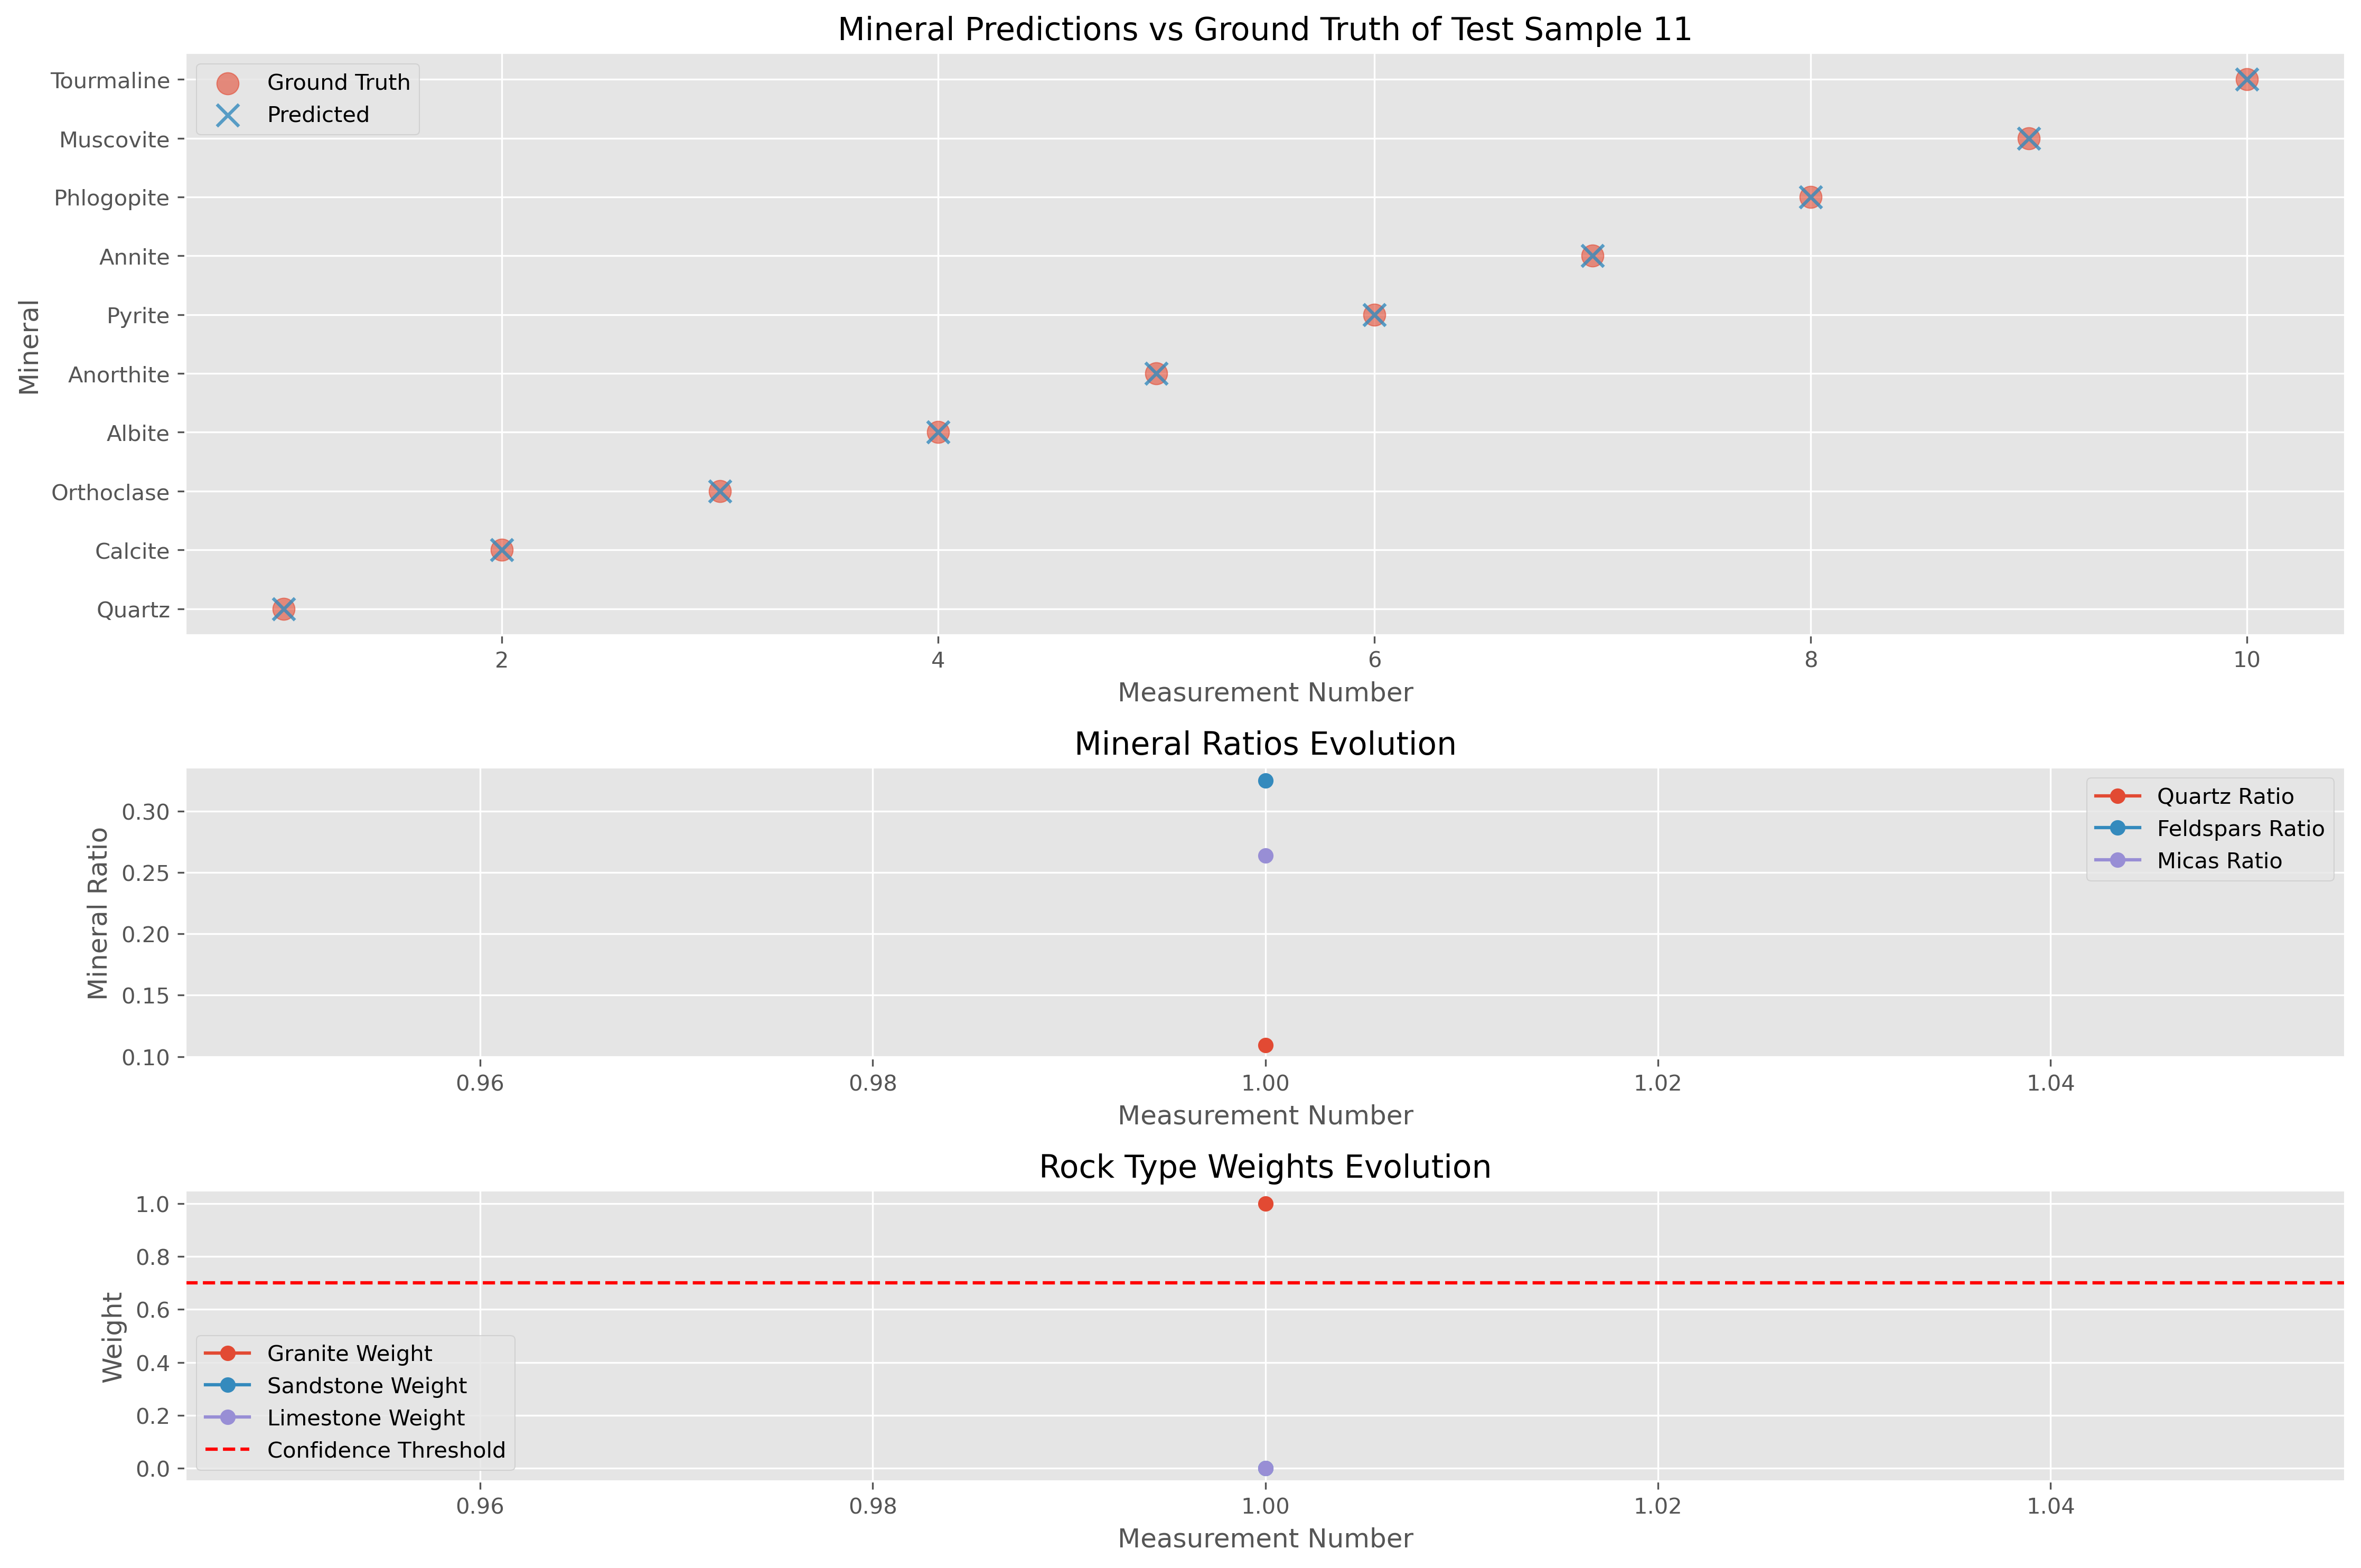 Mineral Predictions vs Ground Truth of Test Sample 11
Ground Truth
Predicted
Mineral
Tourmaline
Muscovite
Phlogopite
Annite
Pyrite
Anorthite
Albite
Orthoclase
Calcite
Quartz
2 4 6 8 10
Measurement Number
Mineral Ratios Evolution
Quartz Ratio
Feldspars Ratio
Micas Ratio
Mineral Ratio
0.30
0.25
0.20
0.15
0.10
0.96 0.98 1.00 1.02 1.04
Measurement Number
Rock Type Weights Evolution
Weight
1.0
0.8
0.6
0.4
0.2
0.0
Granite Weight
Sandstone Weight
Limestone Weight
Confidence Threshold
0.96 0.98 1.00 1.02 1.04
Measurement Number